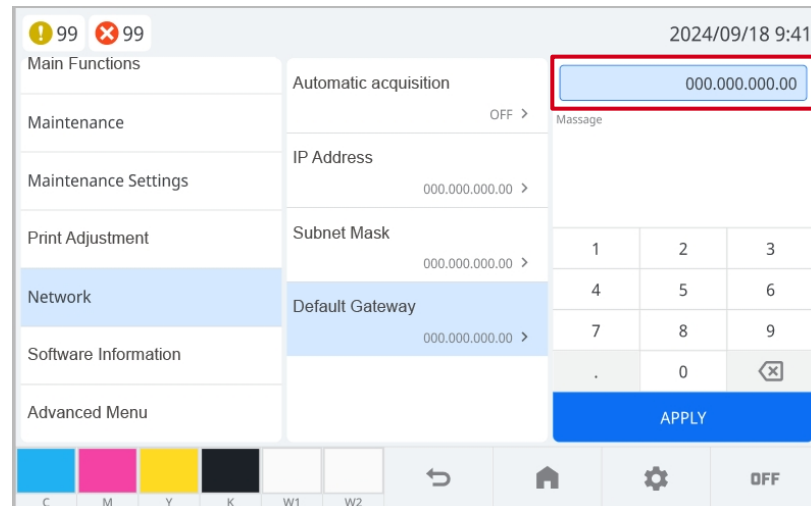 99 99 2024/09/18 9:41
Main Functions
Maintenance
Maintenance Settings
Print Adjustment
Network
Software Information
Advanced Menu
Automatic acquisition
OFF >
IP Address
000.000.000.00 >
Subnet Mask
000.000.000.00 >
Default Gateway
000.000.000.00 >
000.000.000.00
Massage
1 2 3
4 5 6
7 8 9
. 0
APPLY
C M Y K W1 W2
OFF